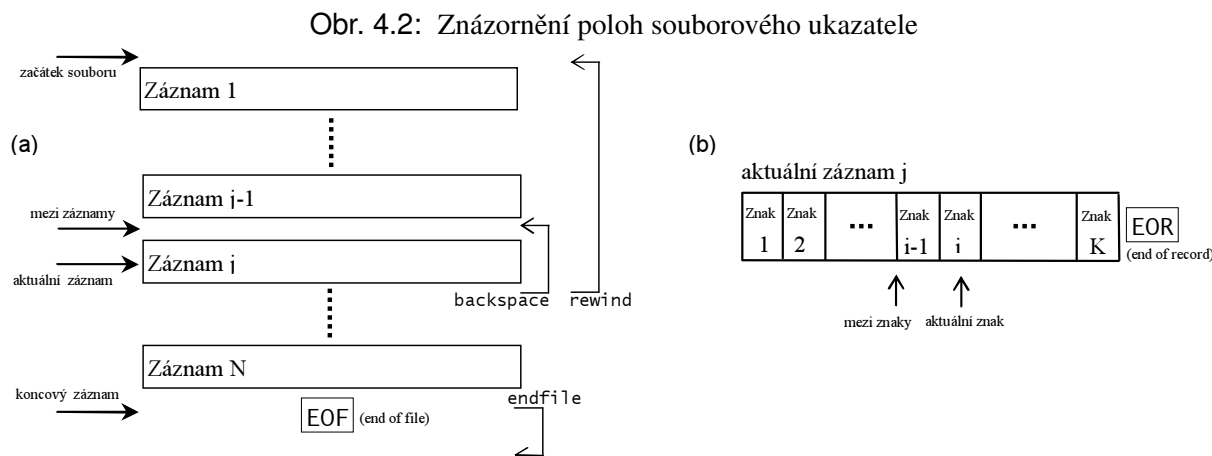 Obr. 4.2: Znázornění poloh souborového ukazatele
začátek souboru
Záznam 1
(a)
Záznam j-1
mezi záznamy
Záznam j
aktuální záznam
backspace rewind
Záznam N
koncový záznam
endfile
EOF (end of file)
(b)
aktuální záznam j
Znak Znak Znak Znak Znak
1 2 ... i-1 i ... K
EOR
(end of record)
mezi znaky aktuální znak